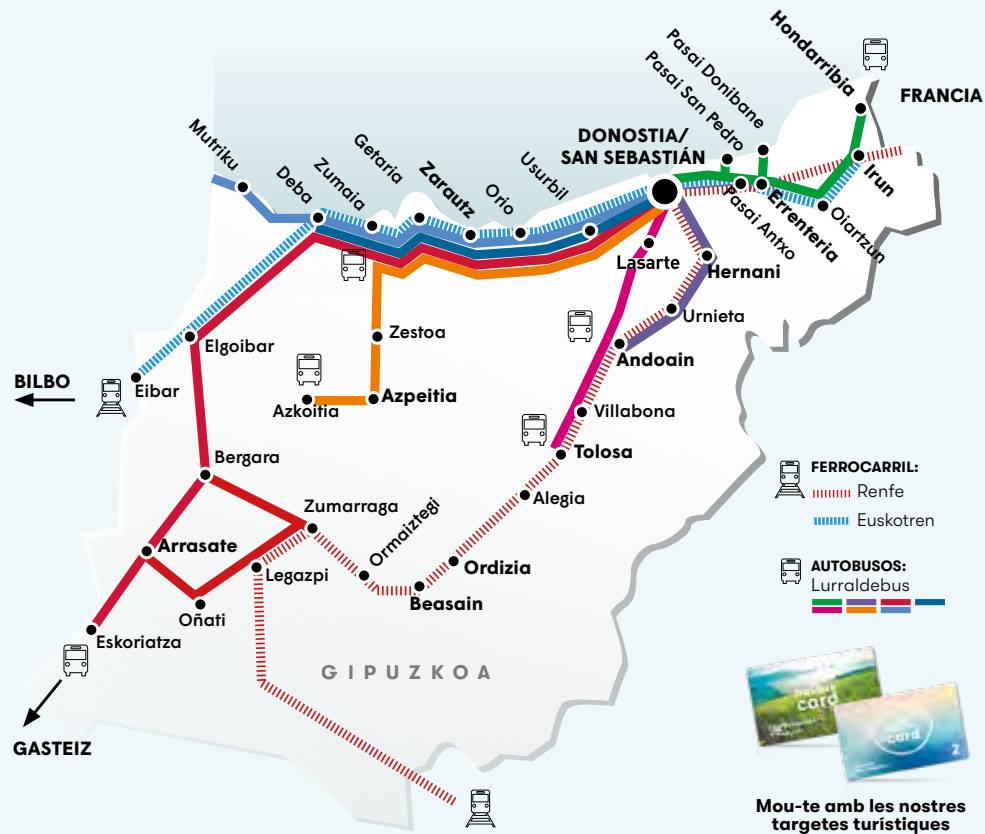 Hondarribia
FRANCIA
Pasai Donibane
Pasai San Pedro
DONOSTIA/
SAN SEBASTIÁN
Mutriku
Deba
Zumaia
Getaria
Zarautz
Orio
Usurbil
Irun
Errenteria
Oiartzun
Pasai Antxo
Lasarte
Hernani
Urnieta
Elgoibar
Zestoa
Andoain
BILBO
Eibar
Azkoitia
Azpeitia
Villabona
Tolosa
Bergara
Alegia
Zumarraga
Ormaiztegi
Arrasate
Legazpi
Ordizia
Beasain
Oñati
Eskoriatza
GIPUZKOA
GASTEIZ
FERROCARRIL:
Renfe
Euskotren
AUTOBUSOS:
Lurraldebus
card
card
2
Mou-te amb les nostres
targetes turístiques